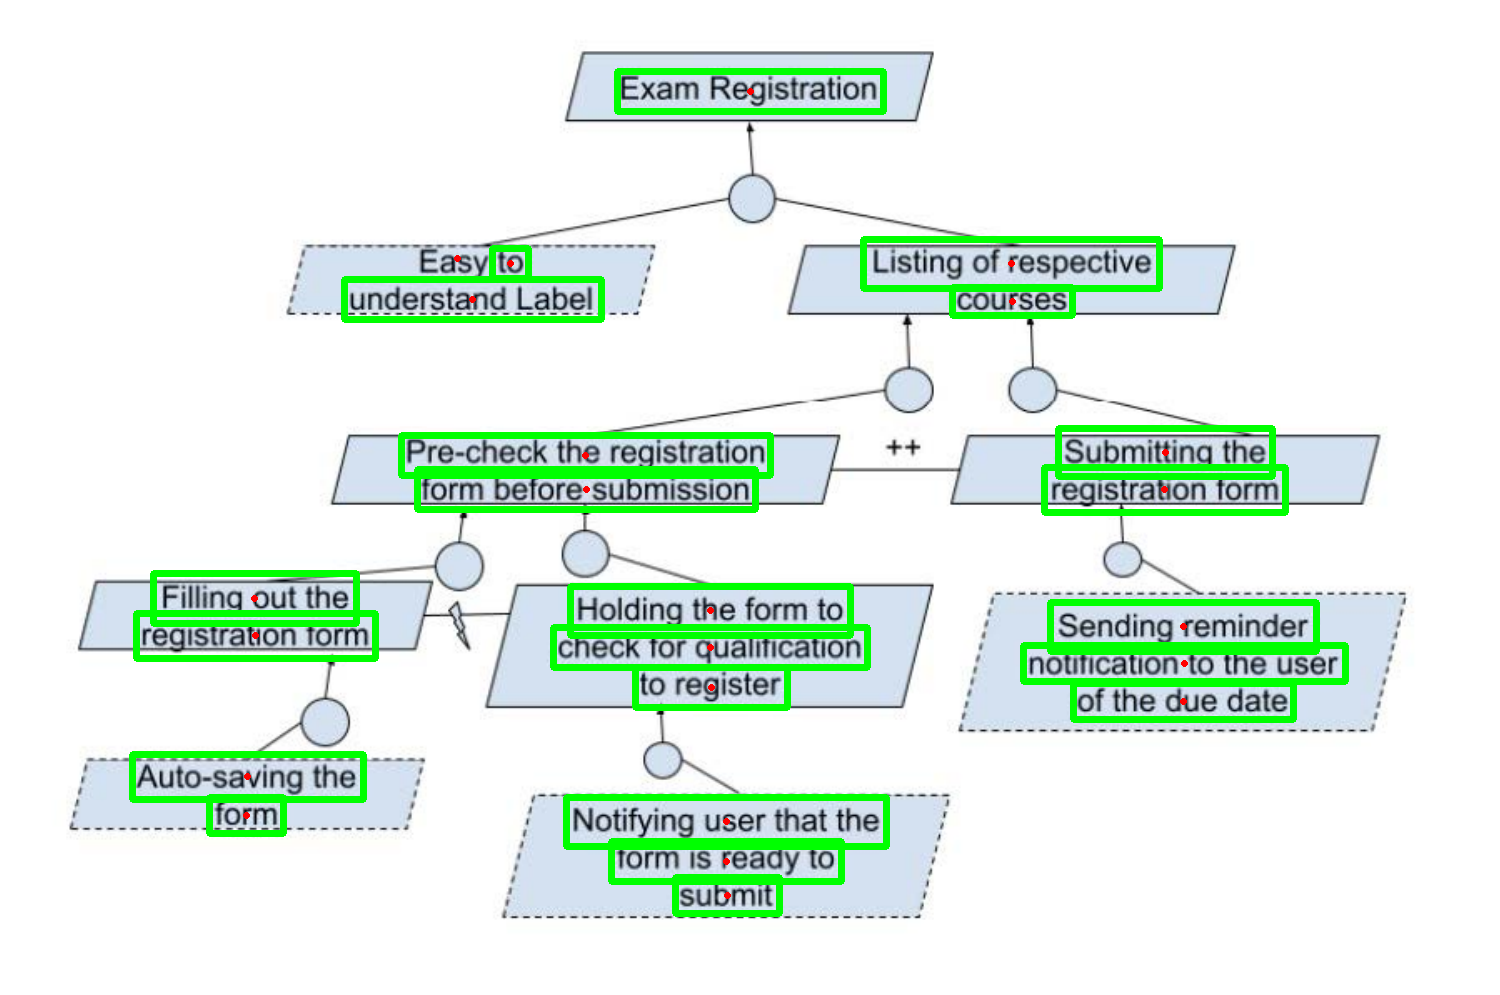 Exam Registration
Easy to
understand Label
Listing of respective
courses
++
Pre-check the registration
form before submission
Submitting the
registration form
Filling out the
registration form
Holding the form to
check for qualification
to register
Sending reminder
notification to the user
of the due date
Auto-saving the
form
Notifying user that the
form is ready to
submit